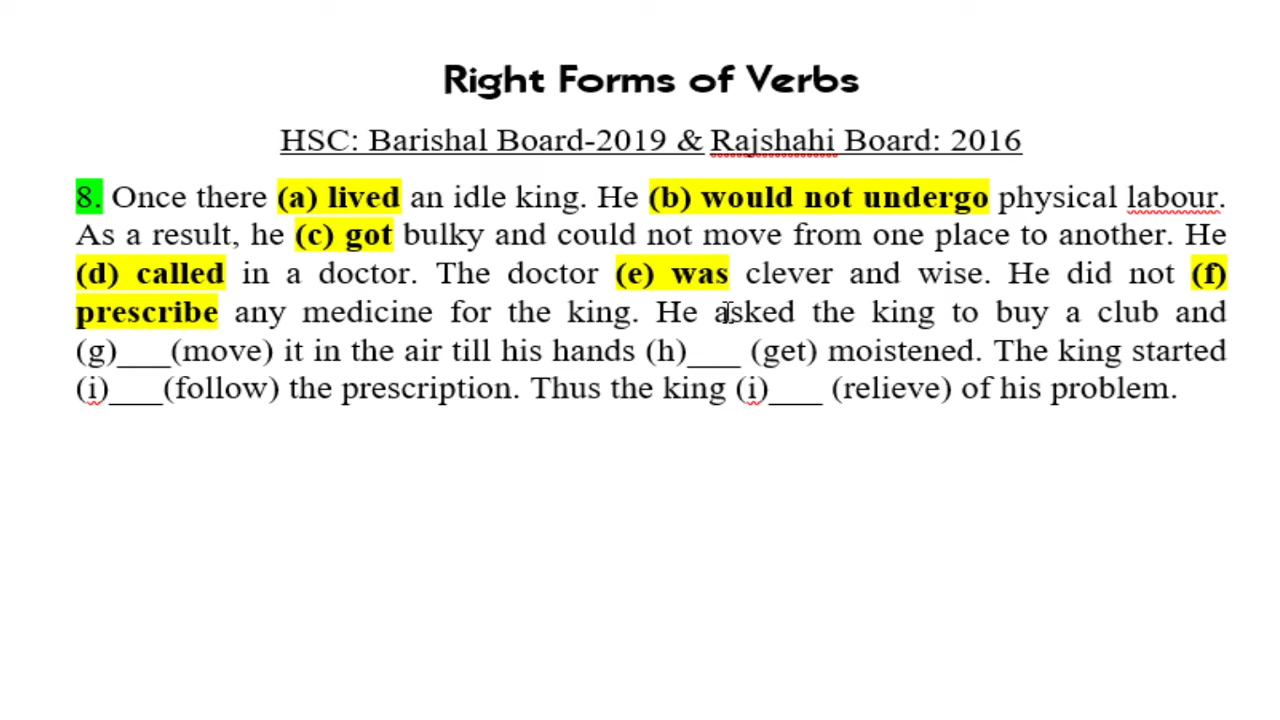 Right Forms of Verbs
HSC: Barishal Board-2019 & Rajshahi Board: 2016
8. Once there (a) lived an idle king. He (b) would not undergo physical labour.
As a result, he (c) got bulky and could not move from one place to another. He
(d) called in a doctor. The doctor (e) was clever and wise. He did not (f)
prescribe any medicine for the king. He asked the king to buy a club and
(g)___(move) it in the air till his hands (h)___ (get) moistened. The king started
(i)___(follow) the prescription. Thus the king (i)___ (relieve) of his problem.